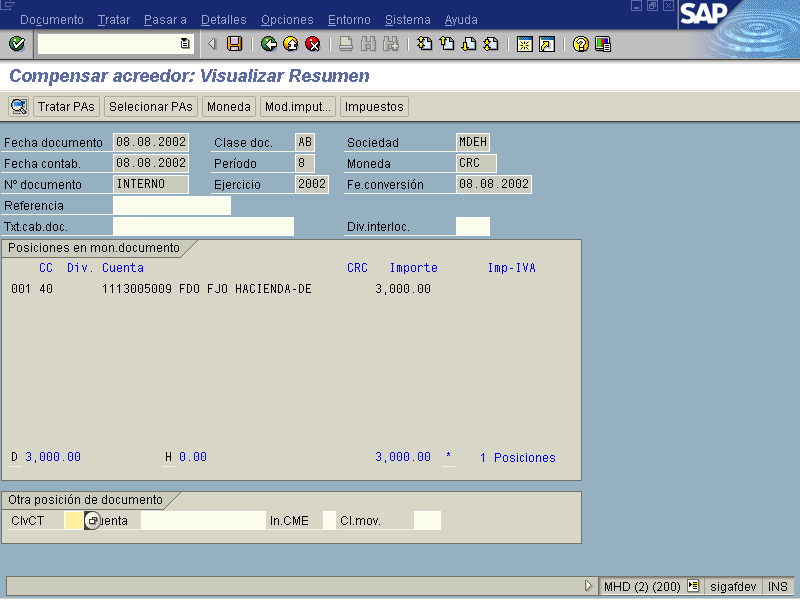 Documento Tratar Pasar a Detalles Opciones Entorno Sistema Ayuda
SAP
Compensar acreedor: Visualizar Resumen
Tratar PAs Selecionar PAs Moneda Mod.imput... Impuestos
Fecha documento 08.08.2002 Clase doc. AB Sociedad MDEH
Fecha contab. 08.08.2002 Período 8 Moneda CRC
Nº documento INTERNO Ejercicio 2002 Fe.conversión 08.08.2002
Referencia
Txt.cab.doc. Div.interloc.
Posiciones en mon.documento
CC Div. Cuenta CRC Importe Imp-IVA
001 40 1113005009 FDO FJO HACIENDA-DE 3,000.00
D 3,000.00 H 0.00 3,000.00 * 1 Posiciones
Otra posición de documento
ClvCT uenta In.CME Cl.mov.
MHD (2) (200) sigafdev INS